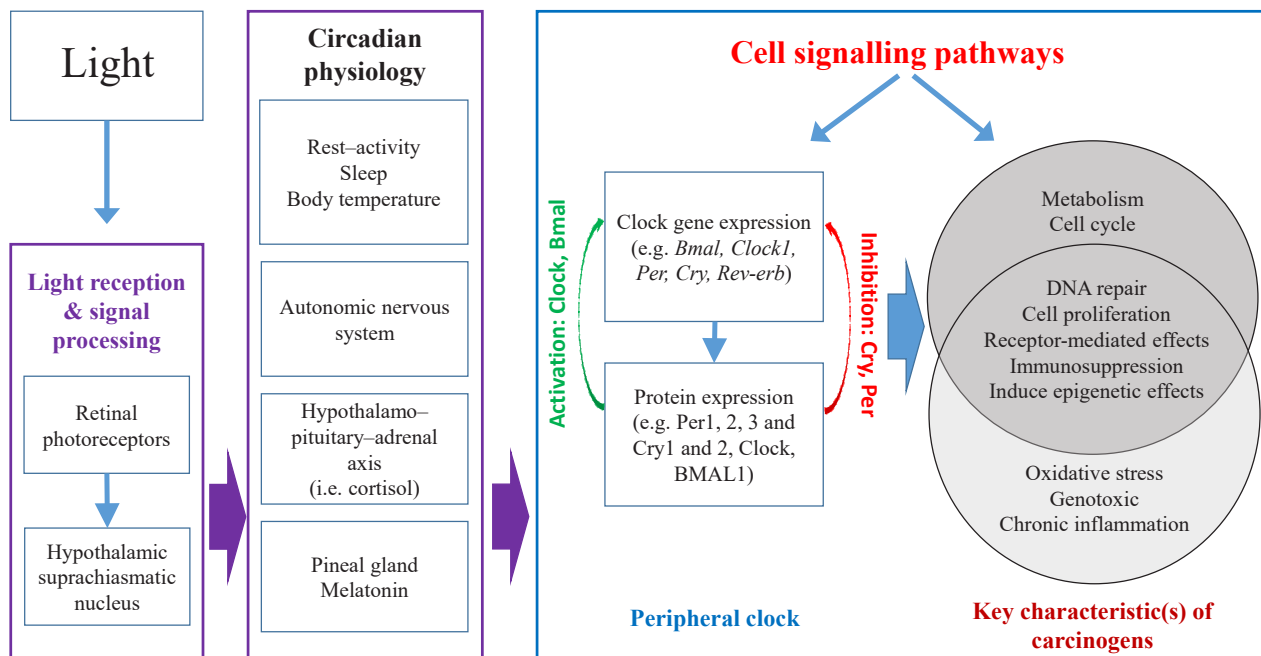 Light
Light reception
& signal
processing
Retinal
photoreceptors
Hypothalamic
suprachiasmatic
nucleus
Circadian
physiology
Rest–activity
Sleep
Body temperature
Autonomic nervous
system
Hypothalamo–
pituitary–adrenal
axis
(i.e. cortisol)
Pineal gland
Melatonin
Cell signalling pathways
Activation: Clock, Bmal
Clock gene expression
(e.g. Bmal, Clock1,
Per, Cry, Rev-erb)
Protein expression
(e.g. Per1, 2, 3 and
Cry1 and 2, Clock,
BMAL1)
Inhibition: Cry, Per
Peripheral clock
Metabolism
Cell cycle
DNA repair
Cell proliferation
Receptor-mediated effects
Immunosuppression
Induce epigenetic effects
Oxidative stress
Genotoxic
Chronic inflammation
Key characteristic(s) of
carcinogens